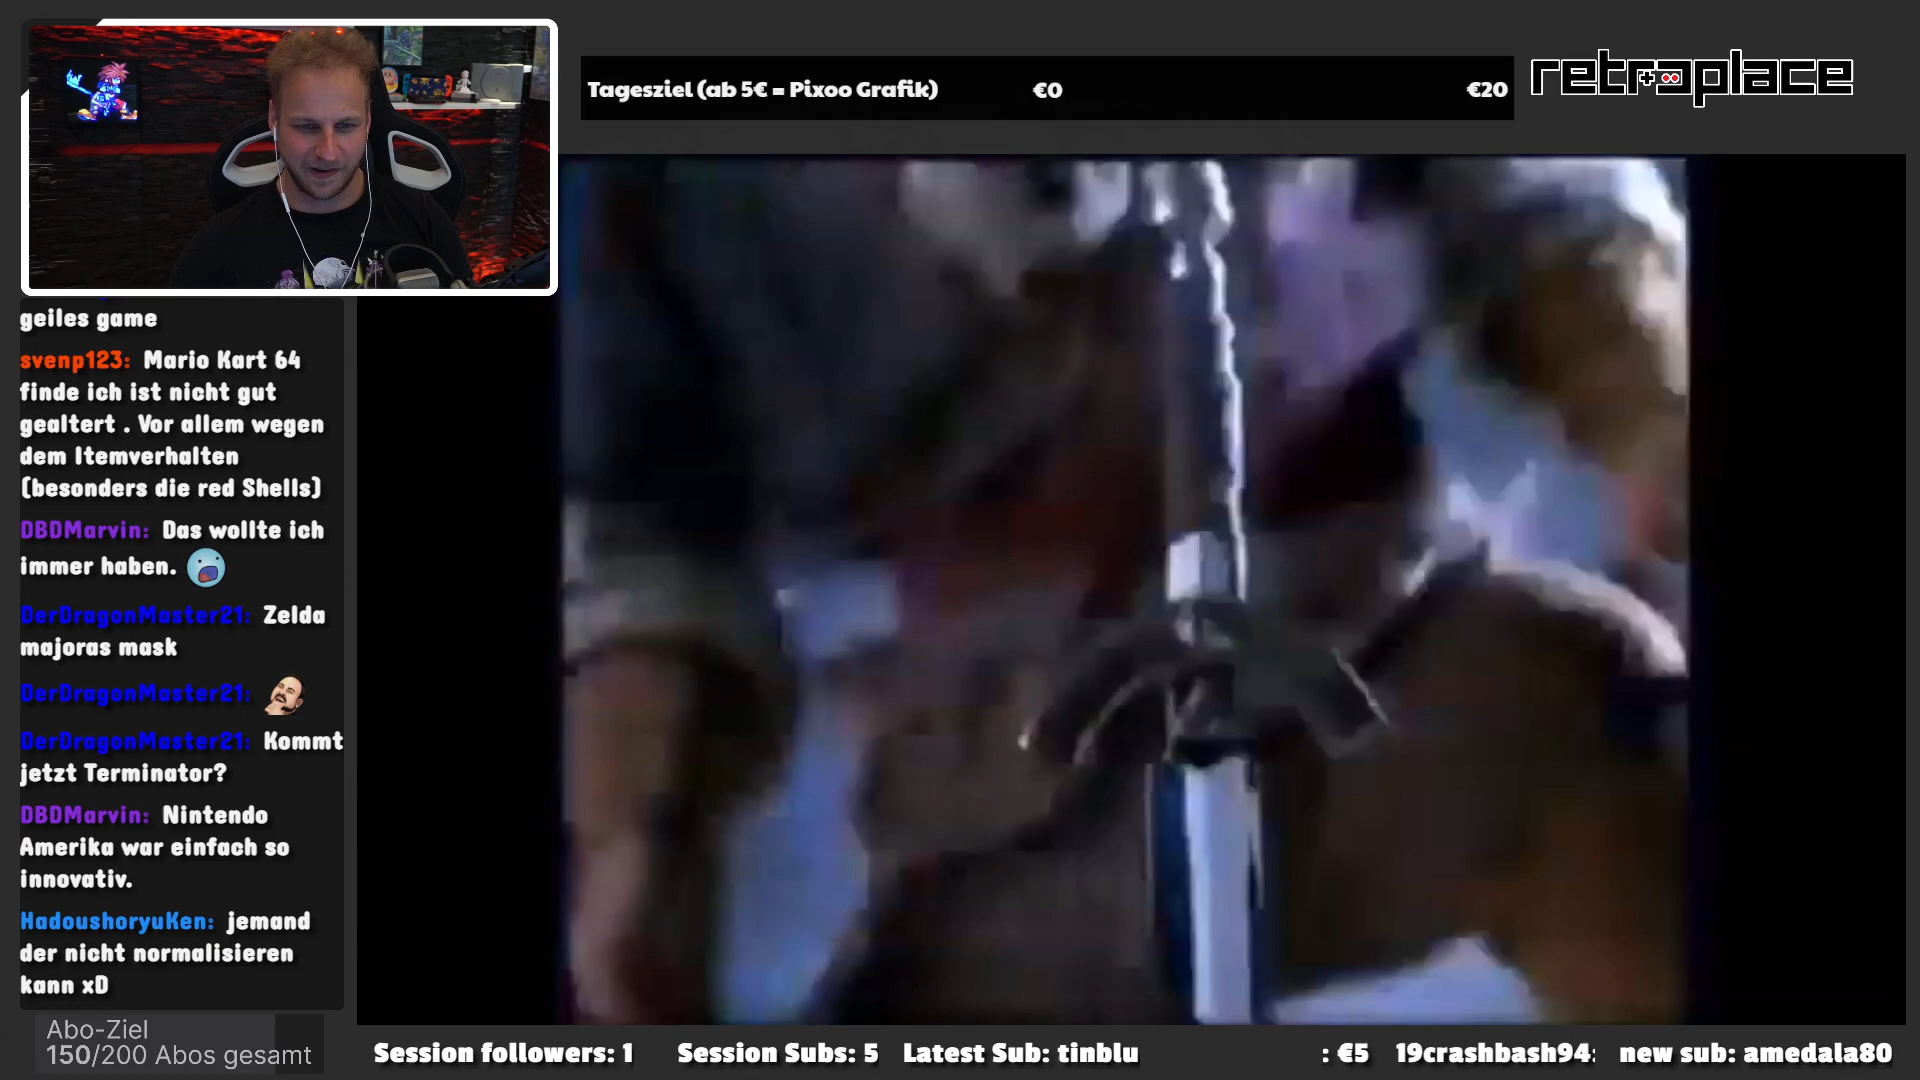 Tagesziel (ab 5€ = Pixoo Grafik) €0 €20
retroplace
geiles game
svenp123: Mario Kart 64
finde ich ist nicht gut
gealtert . Vor allem wegen
dem Itemverhalten
(besonders die red Shells)
DBDMarvin: Das wollte ich
immer haben.
DerDragonMaster21: Zelda
majoras mask
DerDragonMaster21:
DerDragonMaster21: Kommt
jetzt Terminator?
DBDMarvin: Nintendo
Amerika war einfach so
innovativ.
HadoushoryuKen: jemand
der nicht normalisieren
kann xD
Abo-Ziel
150/200 Abos gesamt
Session followers: 1 Session Subs: 5 Latest Sub: tinblu : €5 19crashbash94: new sub: amedala80